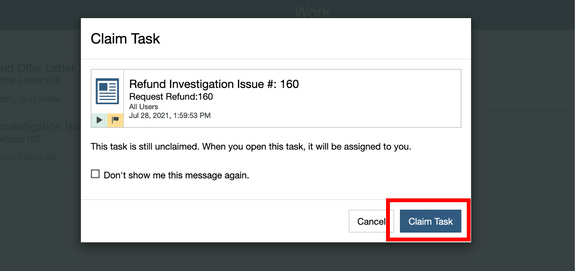 Work
Claim Task
nd Offer Letter
Refund Investigation Issue #: 160
Request Refund:160
All Users
Jul 28, 2021, 1:59:53 PM
This task is still unclaimed. When you open this task, it will be assigned to you.
Don't show me this message again.
Cancel
Claim Task